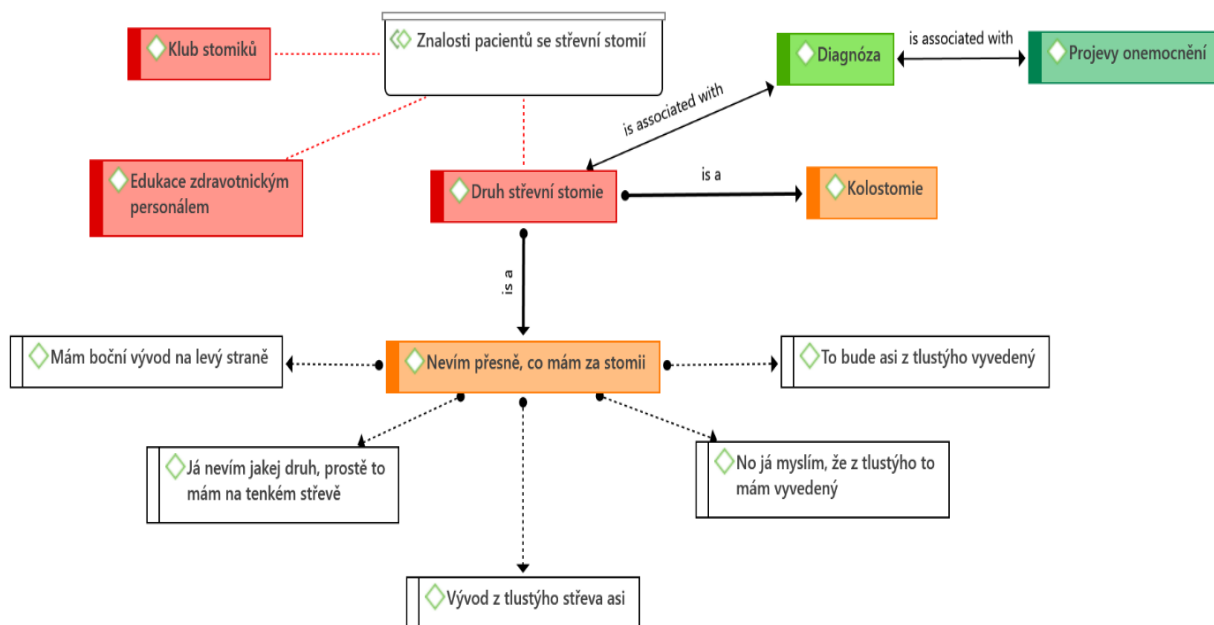 Klub stomiků
Znalosti pacientů se střevní stomií
is associated with
Diagnóza
Projevy onemocnění
is associated with
Edukace zdravotnickým
personálem
Druh střevní stomie
is a
Kolostomie
is a
Mám boční vývod na levý straně
Nevím přesně, co mám za stomii
To bude asi z tlustýho vyvedený
Já nevím jakej druh, prostě to
mám na tenkém střevě
No já myslím, že z tlustýho to
mám vyvedený
Vývod z tlustýho střeva asi